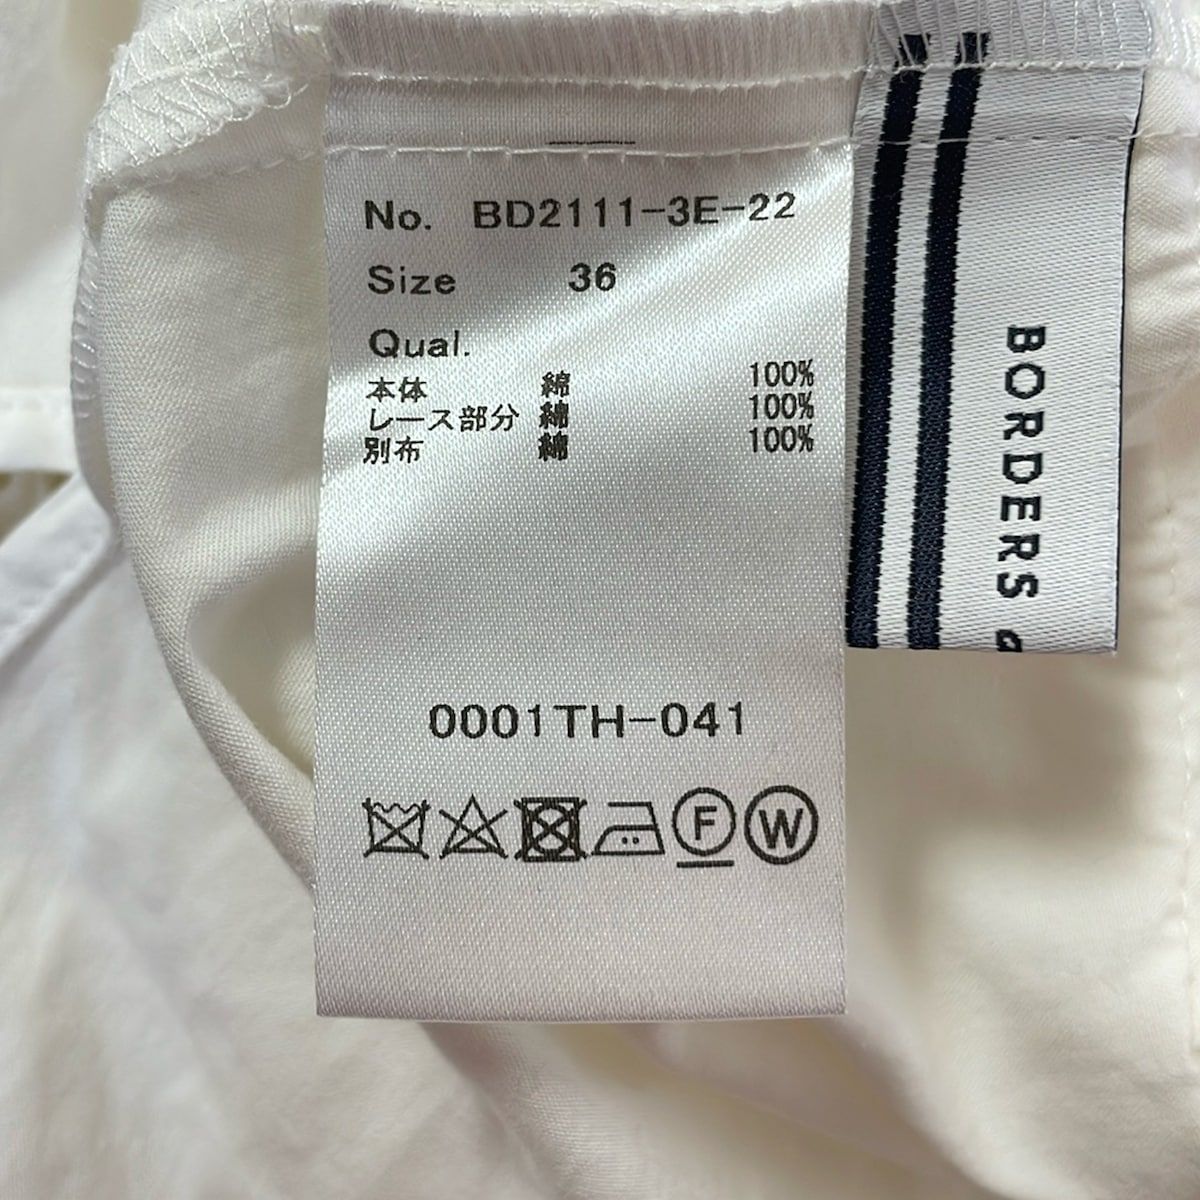 No. BD2111-3E-22
Size 36
Qual.
本体 綿 100%
レース部分 綿 100%
別布 綿 100%
0001TH-041
F W
BORDERS